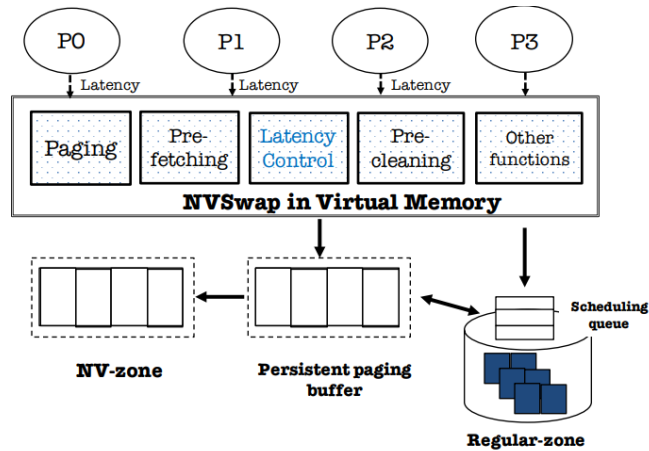 P0
P1
P2
P3
Latency
Latency
Latency
Paging
Pre-
fetching
Latency
Control
Pre-
cleaning
Other
functions
NVSwap in Virtual Memory
Scheduling
queue
NV-zone
Persistent paging
buffer
Regular-zone